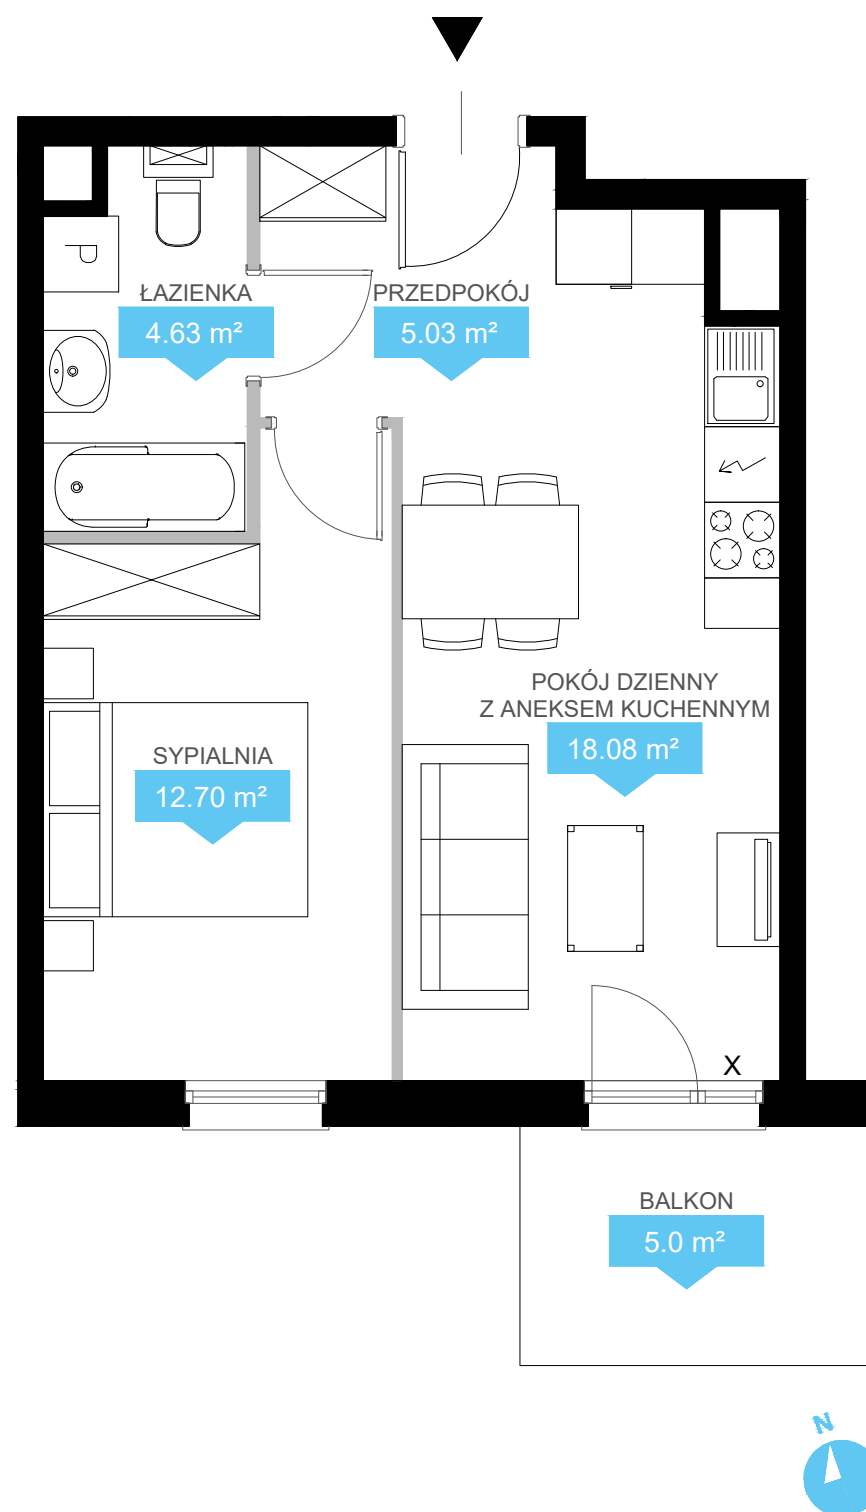 P
ŁAZIENKA
4.63 m²
PRZEDPOKÓJ
5.03 m²
POKÓJ DZIENNY
Z ANEKSEM KUCHENNYM
18.08 m²
SYPIALNIA
12.70 m²
X
BALKON
5.0 m²
N